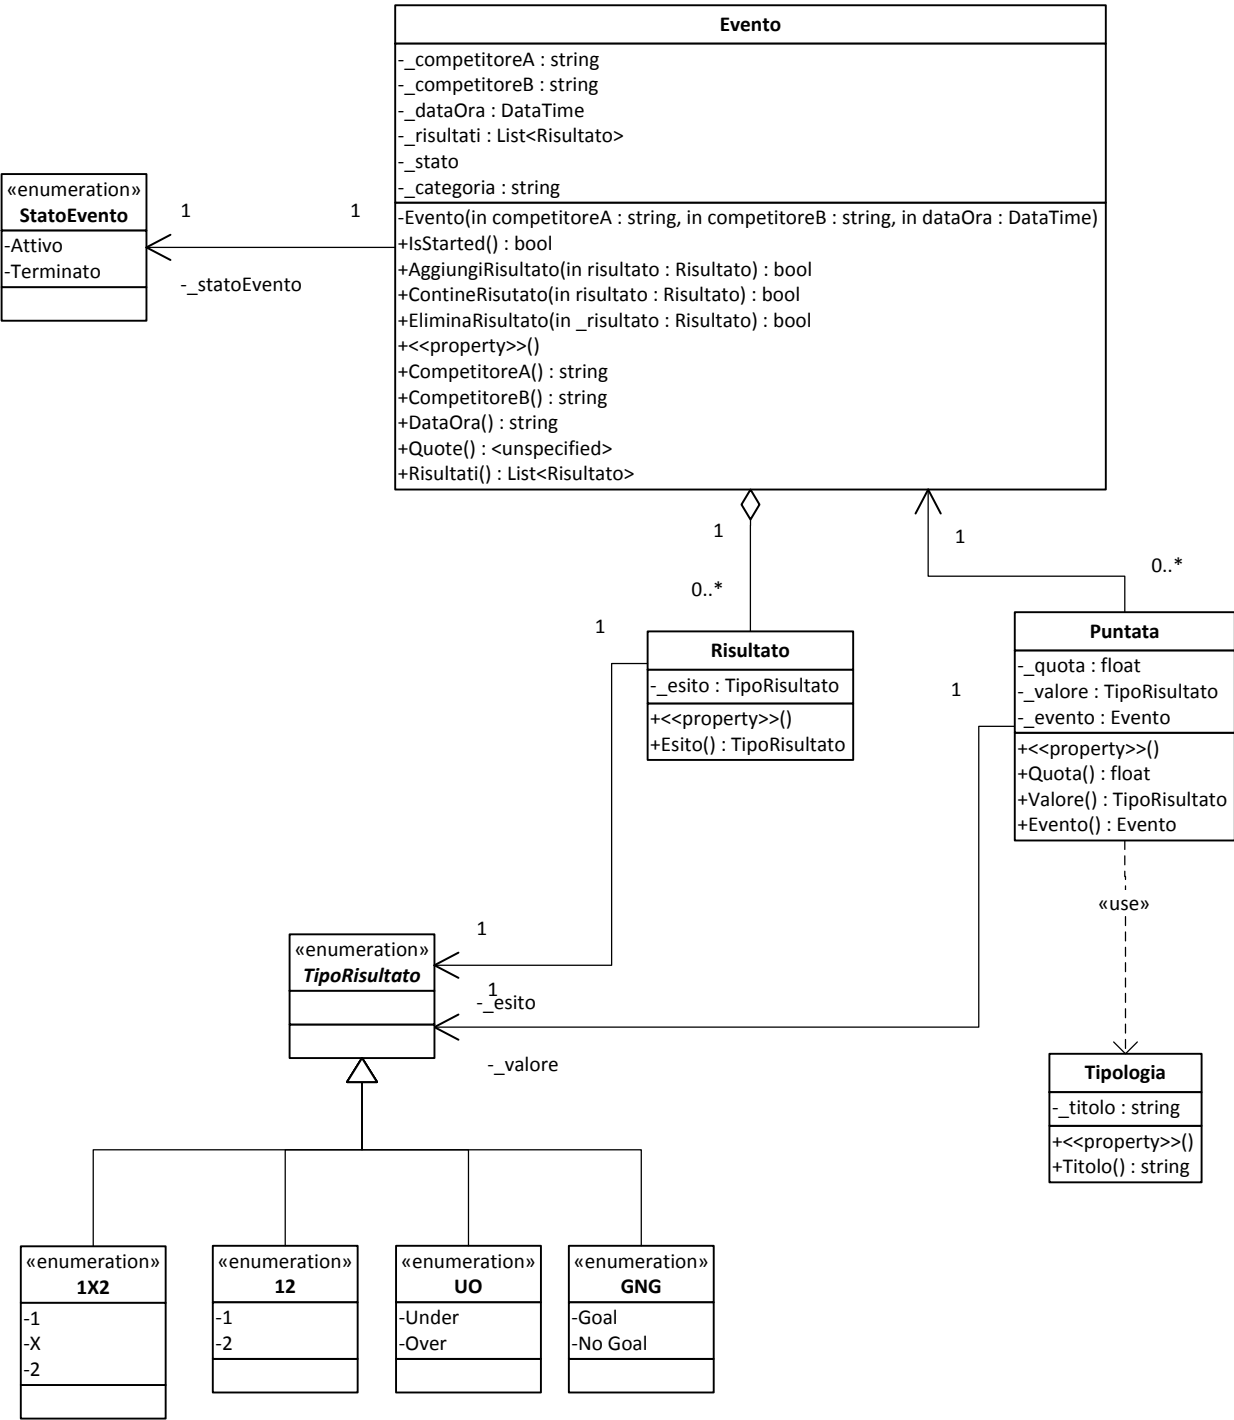 Evento
-_competitoreA : string
-_competitoreB : string
-_dataOra : DataTime
-_risultati : List<Risultato>
-_stato
-_categoria : string
-Evento(in competitoreA : string, in competitoreB : string, in dataOra : DataTime)
+IsStarted() : bool
+AggiungiRisultato(in risultato : Risultato) : bool
+ContineRisutato(in risultato : Risultato) : bool
+EliminaRisultato(in _risultato : Risultato) : bool
+<<property>>()
+CompetitoreA() : string
+CompetitoreB() : string
+DataOra() : string
+Quote() : <unspecified>
+Risultati() : List<Risultato>
«enumeration»
StatoEvento
-Attivo
-Terminato
1
1
-_statoEvento
1
0..*
1
0..*
1
Risultato
-_esito : TipoRisultato
+<<property>>()
+Esito() : TipoRisultato
1
Puntata
-_quota : float
-_valore : TipoRisultato
-_evento : Evento
+<<property>>()
+Quota() : float
+Valore() : TipoRisultato
+Evento() : Evento
«use»
1
«enumeration»
TipoRisultato
1
-_esito
-_valore
Tipologia
-_titolo : string
+<<property>>()
+Titolo() : string
«enumeration»
1X2
-1
-X
-2
«enumeration»
12
-1
-2
«enumeration»
UO
-Under
-Over
«enumeration»
GNG
-Goal
-No Goal